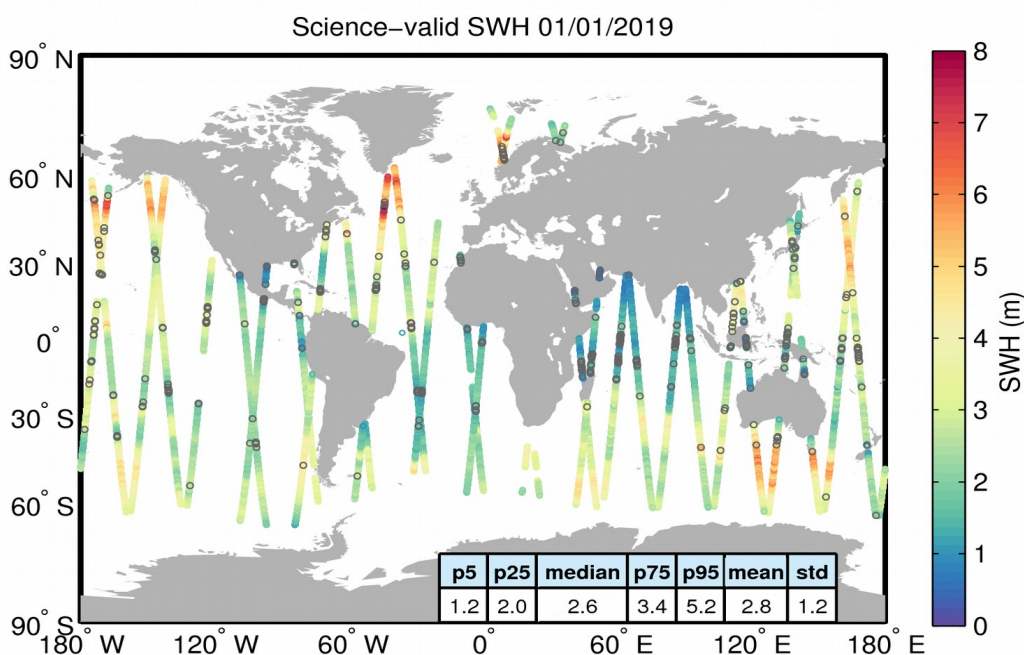 Science–valid SWH 01/01/2019
90° N
60° N
30° N
0°
30° S
60° S
90° S
180° W
120° W
60° W
0°
60° E
120° E
180° E
p5 p25 median p75 p95 mean std
1.2 2.0 2.6 3.4 5.2 2.8 1.2
8
7
6
5
4
3
2
1
0
SWH (m)